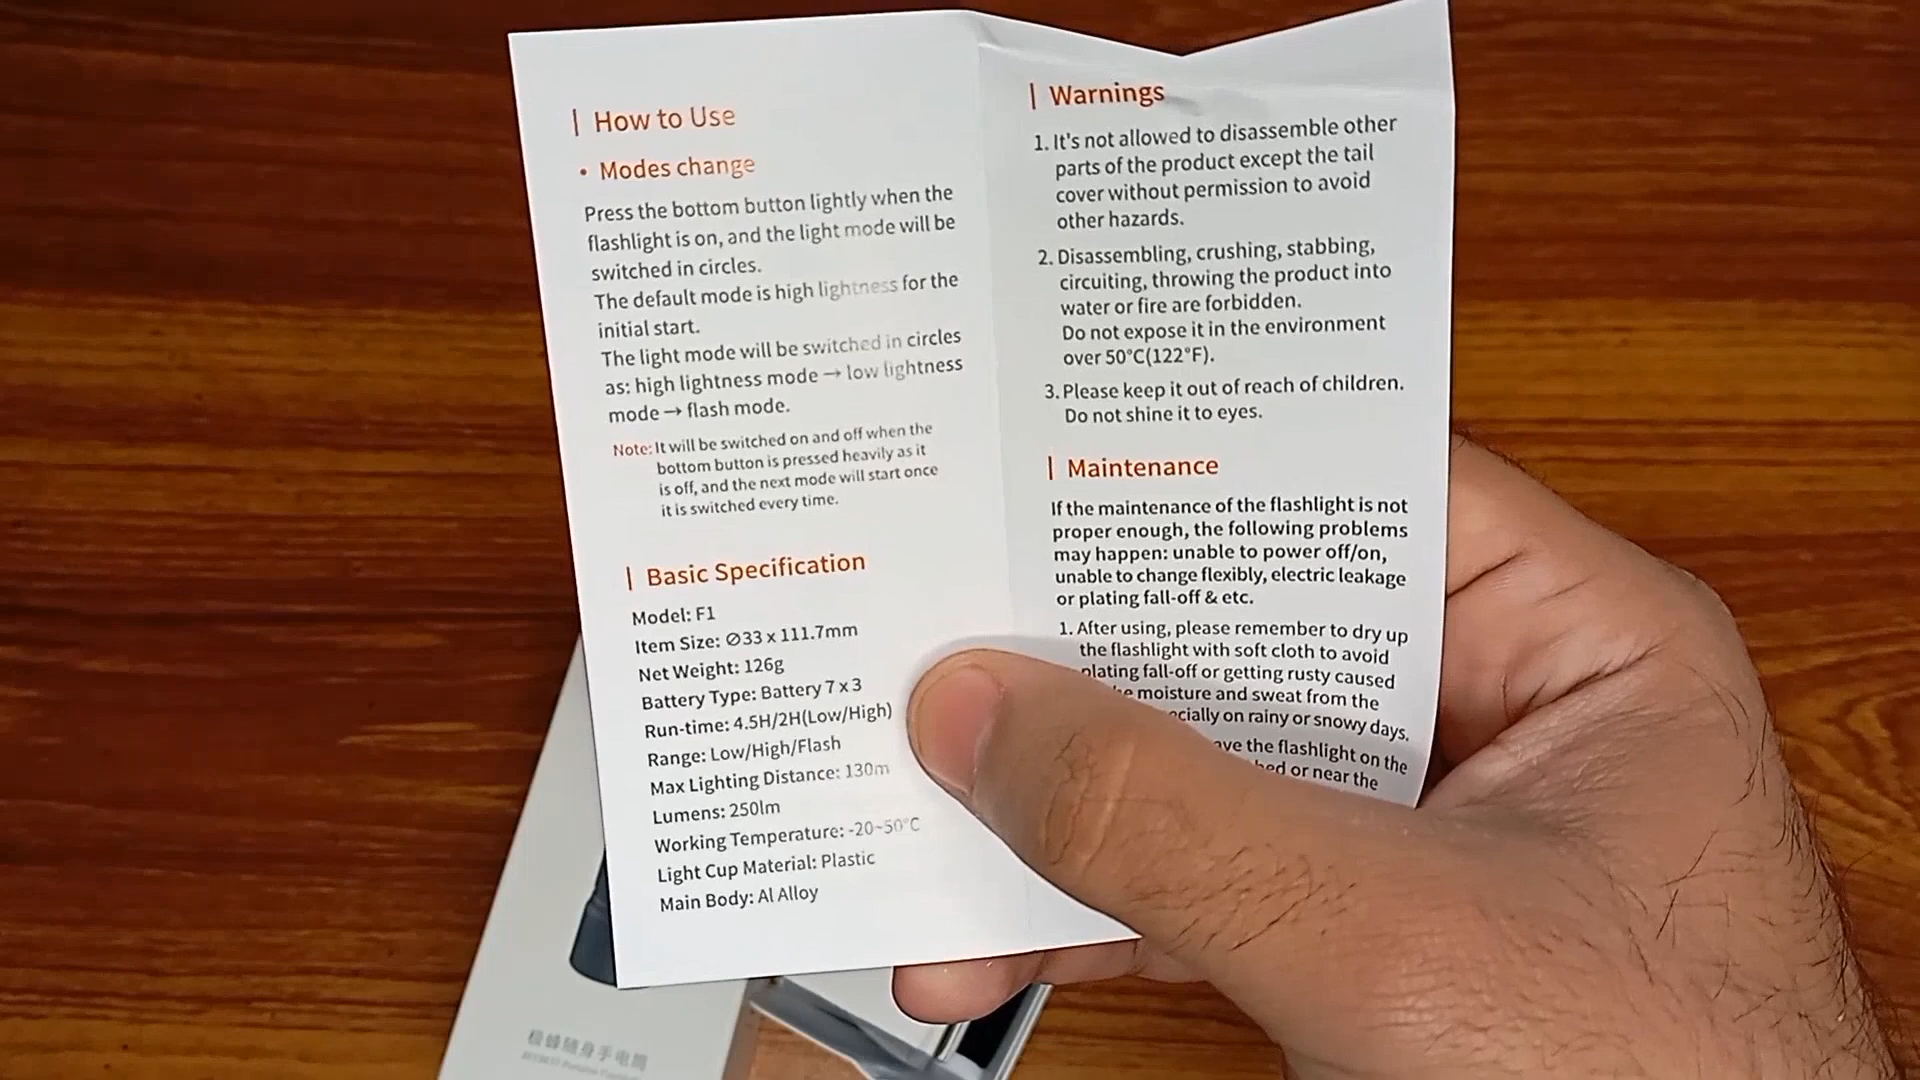 How to Use
• Modes change
Press the bottom button lightly when the
flashlight is on, and the light mode will be
switched in circles.
The default mode is high lightness for the
initial start.
The light mode will be switched in circles
as: high lightness mode → low lightness
mode → flash mode.
Note: It will be switched on and off when the
bottom button is pressed heavily as it
is off, and the next mode will start once
it is switched every time.
Basic Specification
Model: F1
Item Size: ∅33 x 111.7mm
Net Weight: 126g
Battery Type: Battery 7 x 3
Run-time: 4.5H/2H(Low/High)
Range: Low/High/Flash
Max Lighting Distance: 130m
Lumens: 250lm
Working Temperature: -20~50°C
Light Cup Material: Plastic
Main Body: Al Alloy
Warnings
1. It's not allowed to disassemble other
parts of the product except the tail
cover without permission to avoid
other hazards.
2. Disassembling, crushing, stabbing,
circuiting, throwing the product into
water or fire are forbidden.
Do not expose it in the environment
over 50°C(122°F).
3. Please keep it out of reach of children.
Do not shine it to eyes.
Maintenance
If the maintenance of the flashlight is not
proper enough, the following problems
may happen: unable to power off/on,
unable to change flexibly, electric leakage
or plating fall-off & etc.
1. After using, please remember to dry up
the flashlight with soft cloth to avoid
plating fall-off or getting rusty caused
moisture and sweat from the
on rainy or snowy days.
the flashlight on the
or near the
随身手电筒